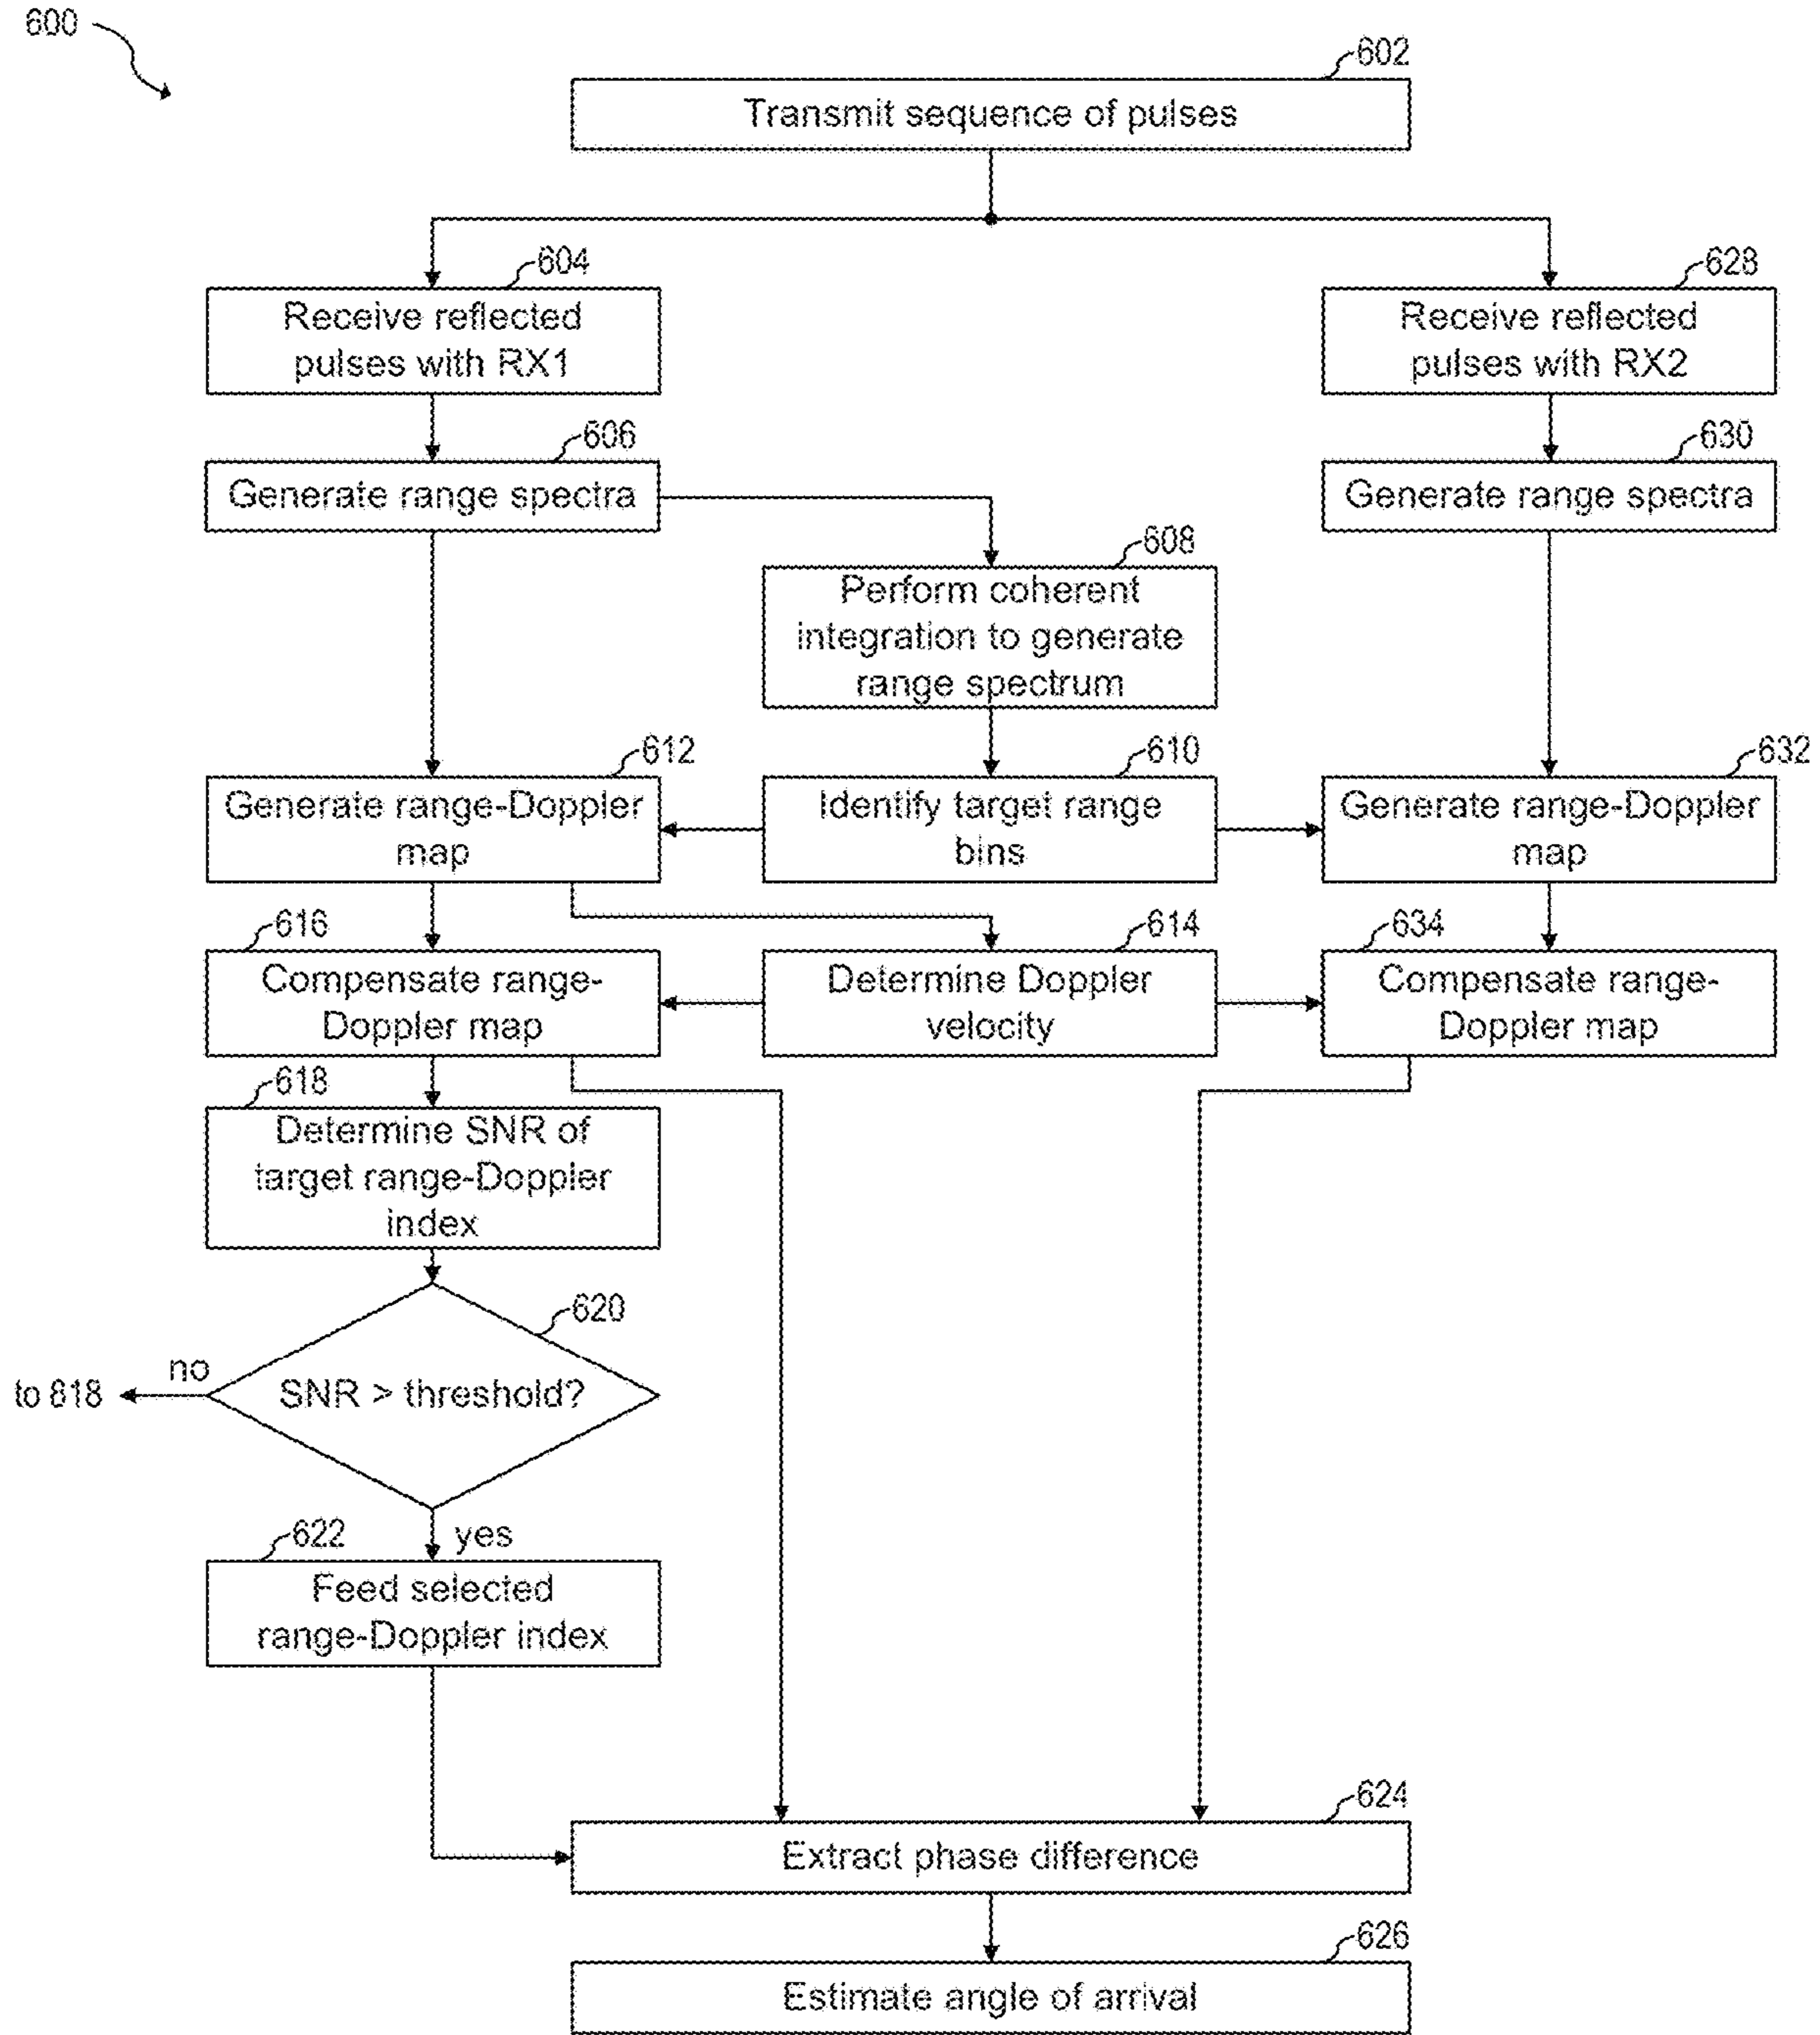 600
602
Transmit sequence of pulses
604
Receive reflected
pulses with RX1
628
Receive reflected
pulses with RX2
606
Generate range spectra
630
Generate range spectra
608
Perform coherent
integration to generate
range spectrum
612
Generate range-Doppler
map
610
Identify target range
bins
632
Generate range-Doppler
map
616
Compensate range-
Doppler map
614
Determine Doppler
velocity
634
Compensate range-
Doppler map
618
Determine SNR of
target range-Doppler
index
620
SNR > threshold?
no
to 618
yes
622
Feed selected
range-Doppler index
624
Extract phase difference
626
Estimate angle of arrival